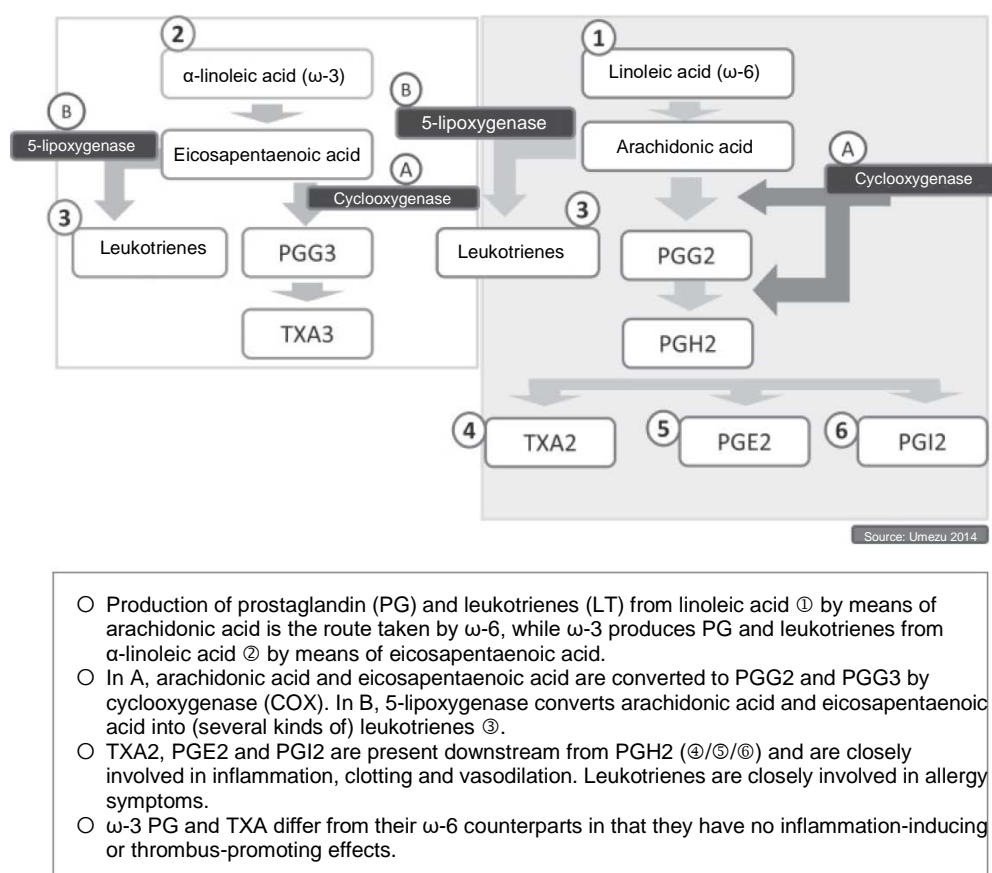 2
α-linoleic acid (ω-3)
B
5-lipoxygenase
Eicosapentaenoic acid
A
Cyclooxygenase
3
Leukotrienes
PGG3
TXA3
1
Linoleic acid (ω-6)
B
5-lipoxygenase
Arachidonic acid
A
Cyclooxygenase
3
Leukotrienes
PGG2
PGH2
4
TXA2
5
PGE2
6
PGI2
Source: Umezu 2014
○ Production of prostaglandin (PG) and leukotrienes (LT) from linoleic acid ① by means of
arachidonic acid is the route taken by ω-6, while ω-3 produces PG and leukotrienes from
α-linoleic acid ② by means of eicosapentaenoic acid.
○ In A, arachidonic acid and eicosapentaenoic acid are converted to PGG2 and PGG3 by
cyclooxygenase (COX). In B, 5-lipoxygenase converts arachidonic acid and eicosapentaenoic
acid into (several kinds of) leukotrienes ③.
○ TXA2, PGE2 and PGI2 are present downstream from PGH2 (④/⑤/⑥) and are closely
involved in inflammation, clotting and vasodilation. Leukotrienes are closely involved in allergy
symptoms.
○ ω-3 PG and TXA differ from their ω-6 counterparts in that they have no inflammation-inducing
or thrombus-promoting effects.